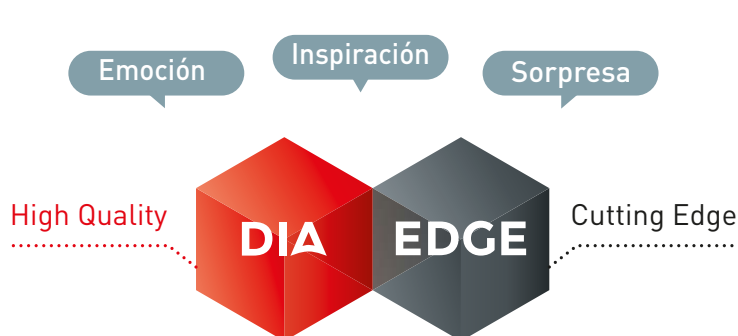 Emoción
Inspiración
Sorpresa
High Quality
DIA EDGE
Cutting Edge